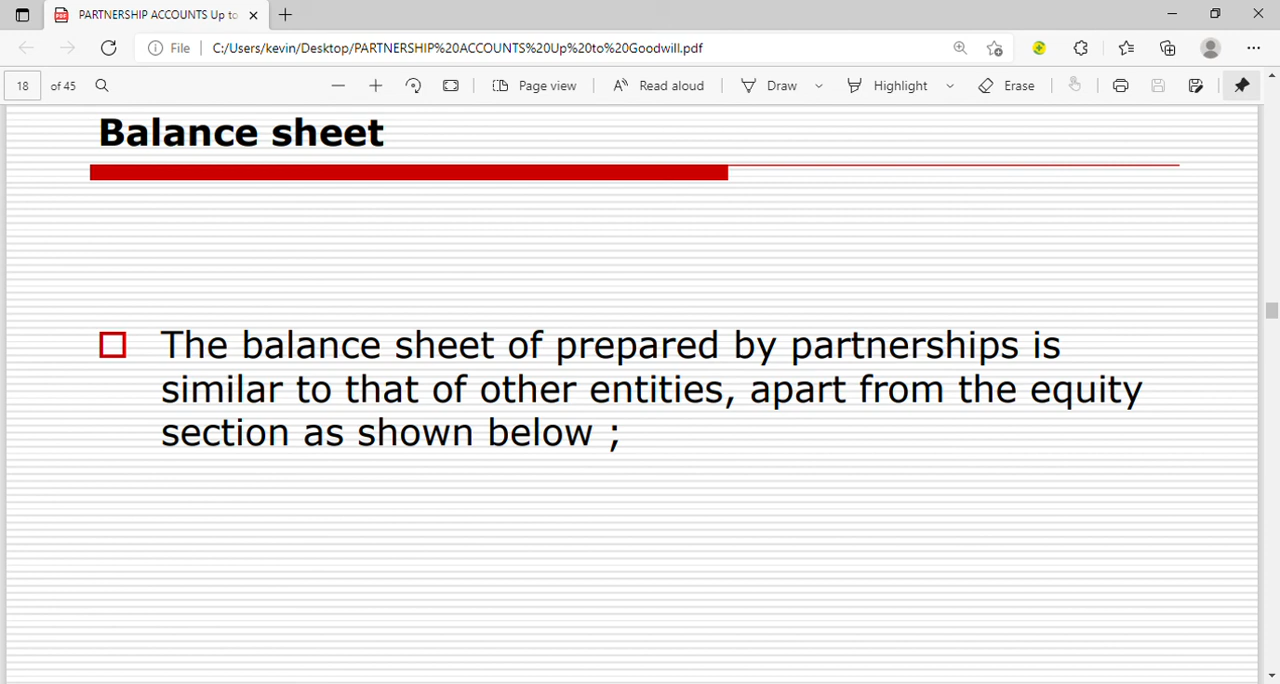 PARTNERSHIP ACCOUNTS Up to
File C:/Users/kevin/Desktop/PARTNERSHIP%20ACCOUNTS%20Up%20to%20Goodwill.pdf
18 of 45 Page view Read aloud Draw Highlight Erase
Balance sheet
The balance sheet of prepared by partnerships is
similar to that of other entities, apart from the equity
section as shown below ;